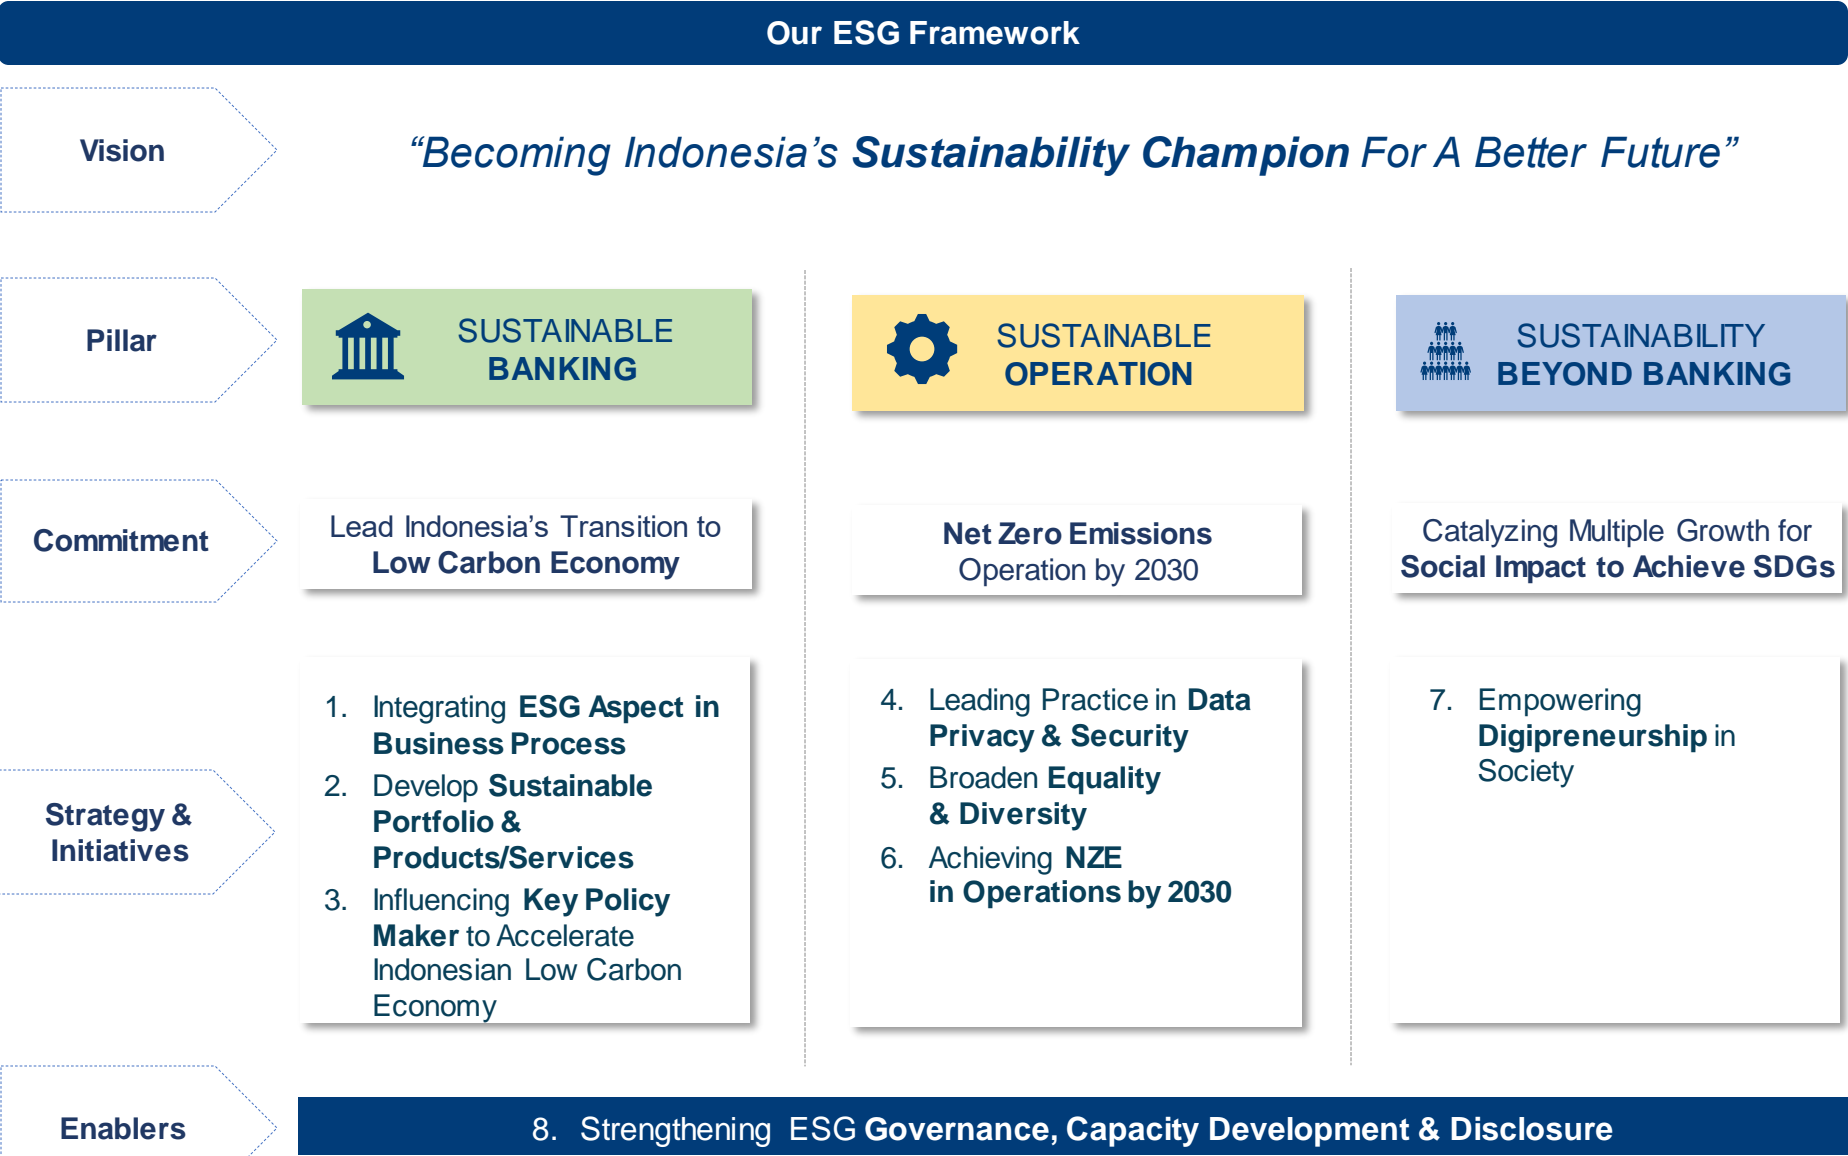 Our ESG Framework
Vision
“Becoming Indonesia’s Sustainability Champion For A Better Future”
Pillar
SUSTAINABLE
BANKING
SUSTAINABLE
OPERATION
SUSTAINABILITY
BEYOND BANKING
Commitment
Lead Indonesia’s Transition to
Low Carbon Economy
Net Zero Emissions
Operation by 2030
Catalyzing Multiple Growth for
Social Impact to Achieve SDGs
Strategy &
Initiatives
1. Integrating ESG Aspect in
Business Process
2. Develop Sustainable
Portfolio &
Products/Services
3. Influencing Key Policy
Maker to Accelerate
Indonesian Low Carbon
Economy
4. Leading Practice in Data
Privacy & Security
5. Broaden Equality
& Diversity
6. Achieving NZE
in Operations by 2030
7. Empowering
Digipreneurship in
Society
Enablers
8. Strengthening ESG Governance, Capacity Development & Disclosure